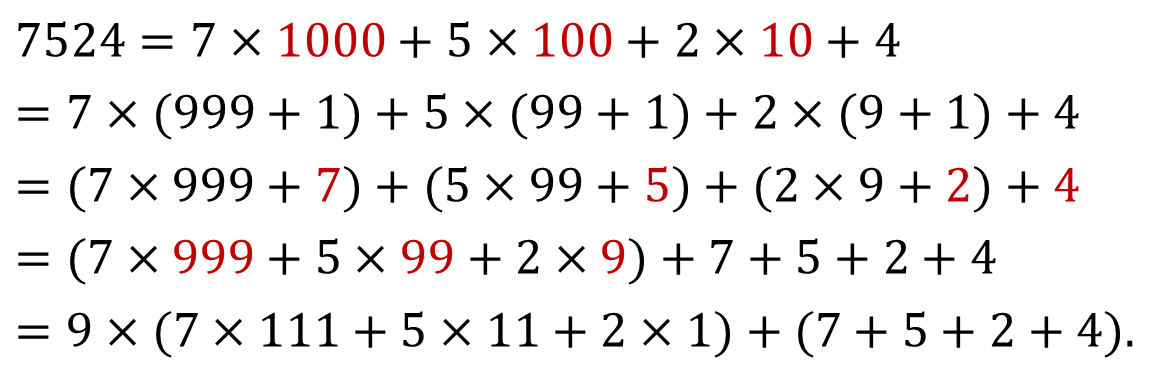 7524 = 7 × 1000 + 5 × 100 + 2 × 10 + 4
= 7 × (999 + 1) + 5 × (99 + 1) + 2 × (9 + 1) + 4
= (7 × 999 + 7) + (5 × 99 + 5) + (2 × 9 + 2) + 4
= (7 × 999 + 5 × 99 + 2 × 9) + 7 + 5 + 2 + 4
= 9 × (7 × 111 + 5 × 11 + 2 × 1) + (7 + 5 + 2 + 4).